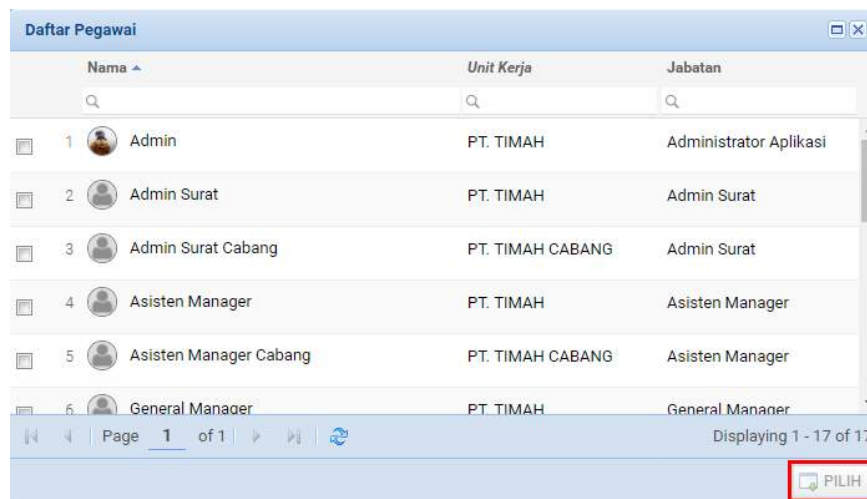 Daftar Pegawai
Nama Unit Kerja Jabatan
1 Admin PT. TIMAH Administrator Aplikasi
2 Admin Surat PT. TIMAH Admin Surat
3 Admin Surat Cabang PT. TIMAH CABANG Admin Surat
4 Asisten Manager PT. TIMAH Asisten Manager
5 Asisten Manager Cabang PT. TIMAH CABANG Asisten Manager
6 General Manager PT. TIMAH General Manager
Page 1 of 1 Displaying 1 - 17 of 17
PILIH